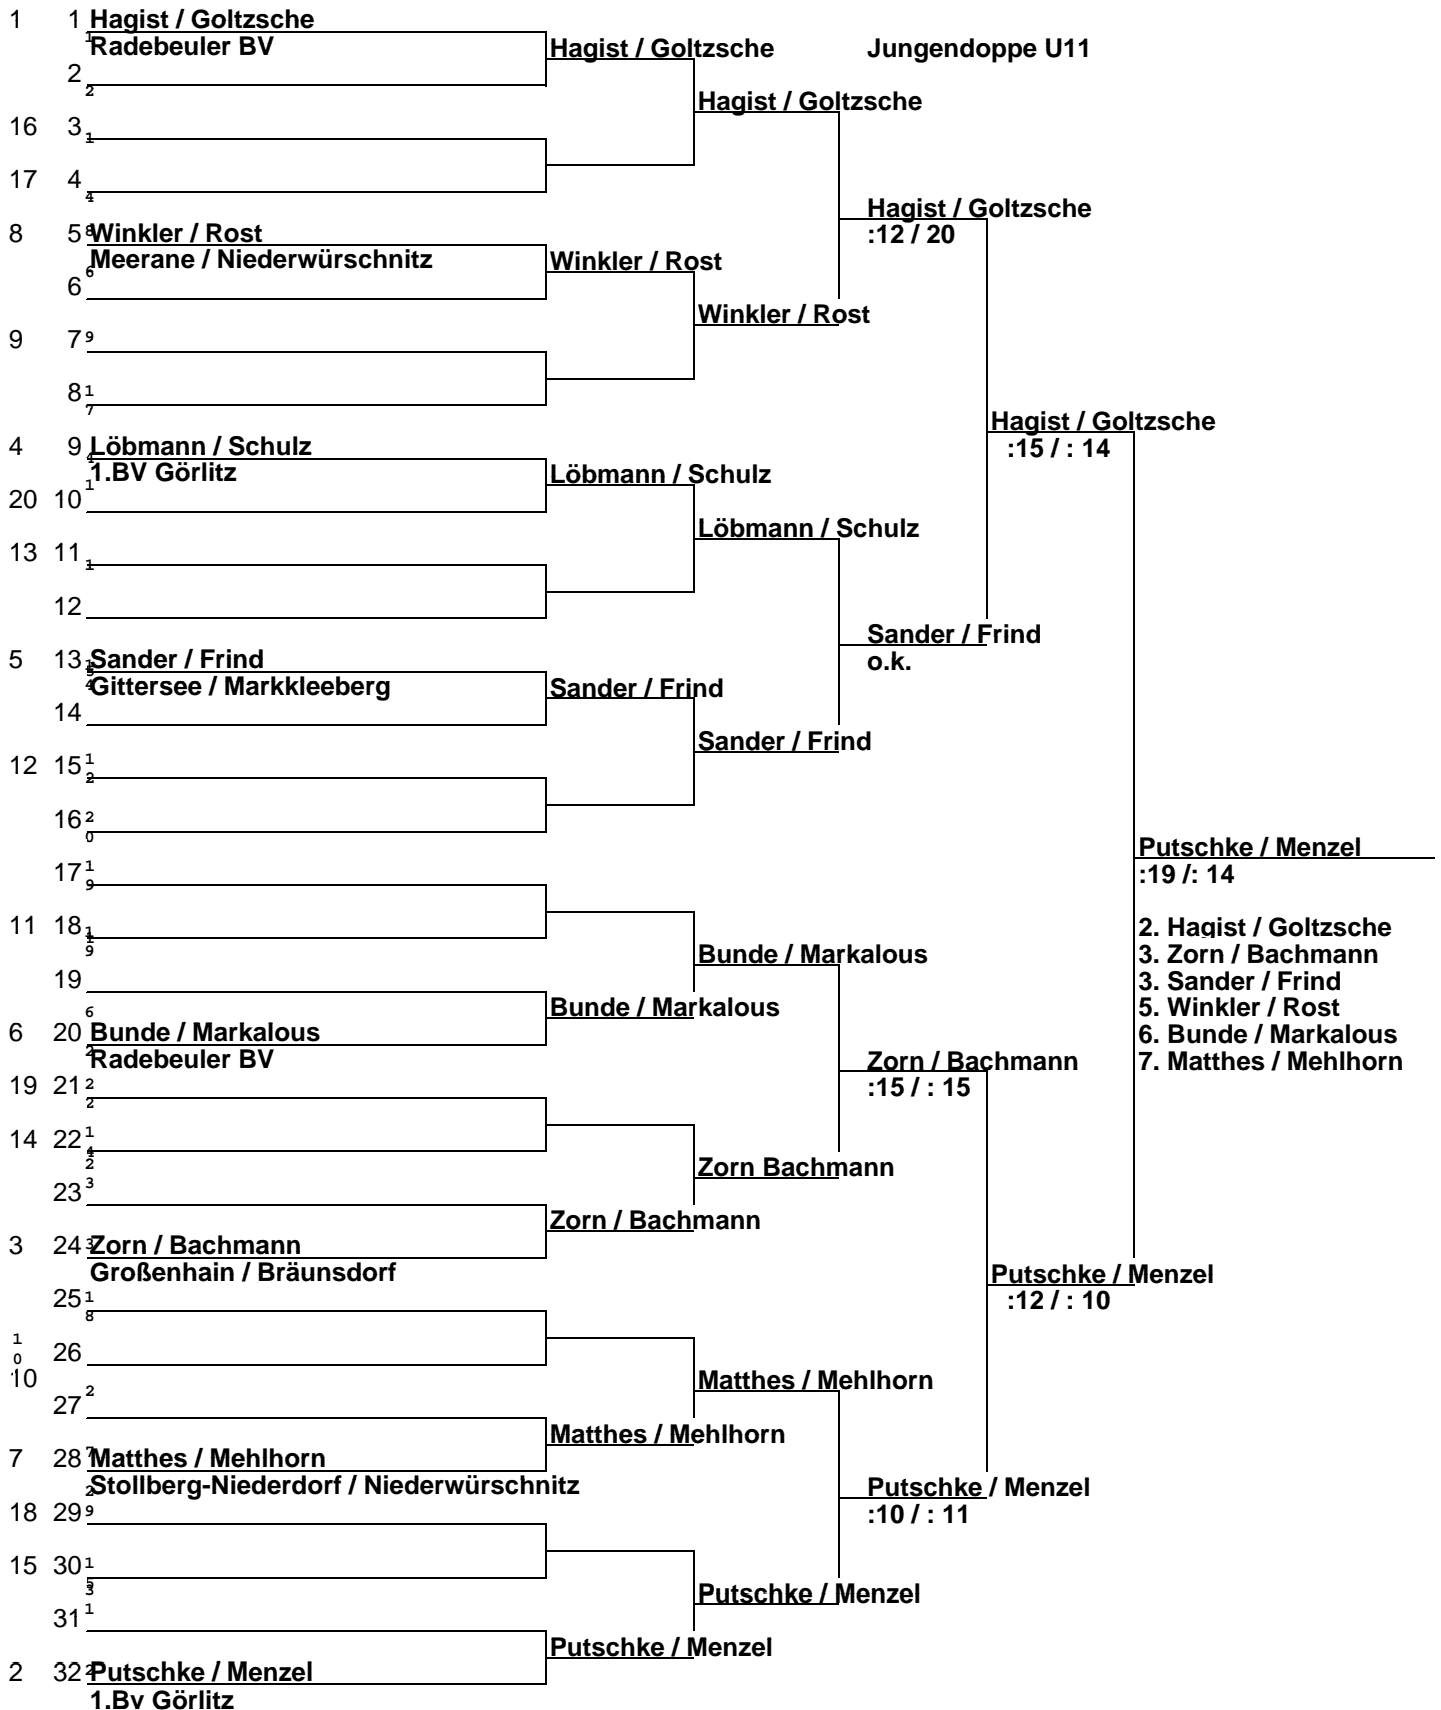 1 1 Hagist / Goltzsche
Radebeuler BV
Hagist / Goltzsche
Jungendoppe U11
2
Hagist / Goltzsche
16 3
17 4
Hagist / Goltzsche
:12 / 20
8 5 Winkler / Rost
Meerane / Niederwürschnitz
Winkler / Rost
6
Winkler / Rost
9 7 9
8
Hagist / Goltzsche
:15 / : 14
4 9 Löbmann / Schulz
1.BV Görlitz
Löbmann / Schulz
20 10
Löbmann / Schulz
13 11
12
Sander / Frind
o.k.
5 13 Sander / Frind
Gittersee / Markkleeberg
Sander / Frind
14
Sander / Frind
12 15
16
Putschke / Menzel
:19 /: 14
17
11 18
2. Hagist / Goltzsche
3. Zorn / Bachmann
3. Sander / Frind
5. Winkler / Rost
6. Bunde / Markalous
7. Matthes / Mehlhorn
Bunde / Markalous
19
Bunde / Markalous
6 20 Bunde / Markalous
Radebeuler BV
Zorn / Bachmann
:15 / : 15
19 21
14 22
Zorn Bachmann
23
Zorn / Bachmann
3 24 Zorn / Bachmann
Großenhain / Bräunsdorf
Putschke / Menzel
:12 / : 10
25
26
10
Matthes / Mehlhorn
27
Matthes / Mehlhorn
7 28 Matthes / Mehlhorn
Stollberg-Niederdorf / Niederwürschnitz
Putschke / Menzel
:10 / : 11
18 29
15 30
Putschke / Menzel
31
Putschke / Menzel
2 32 Putschke / Menzel
1.Bv Görlitz